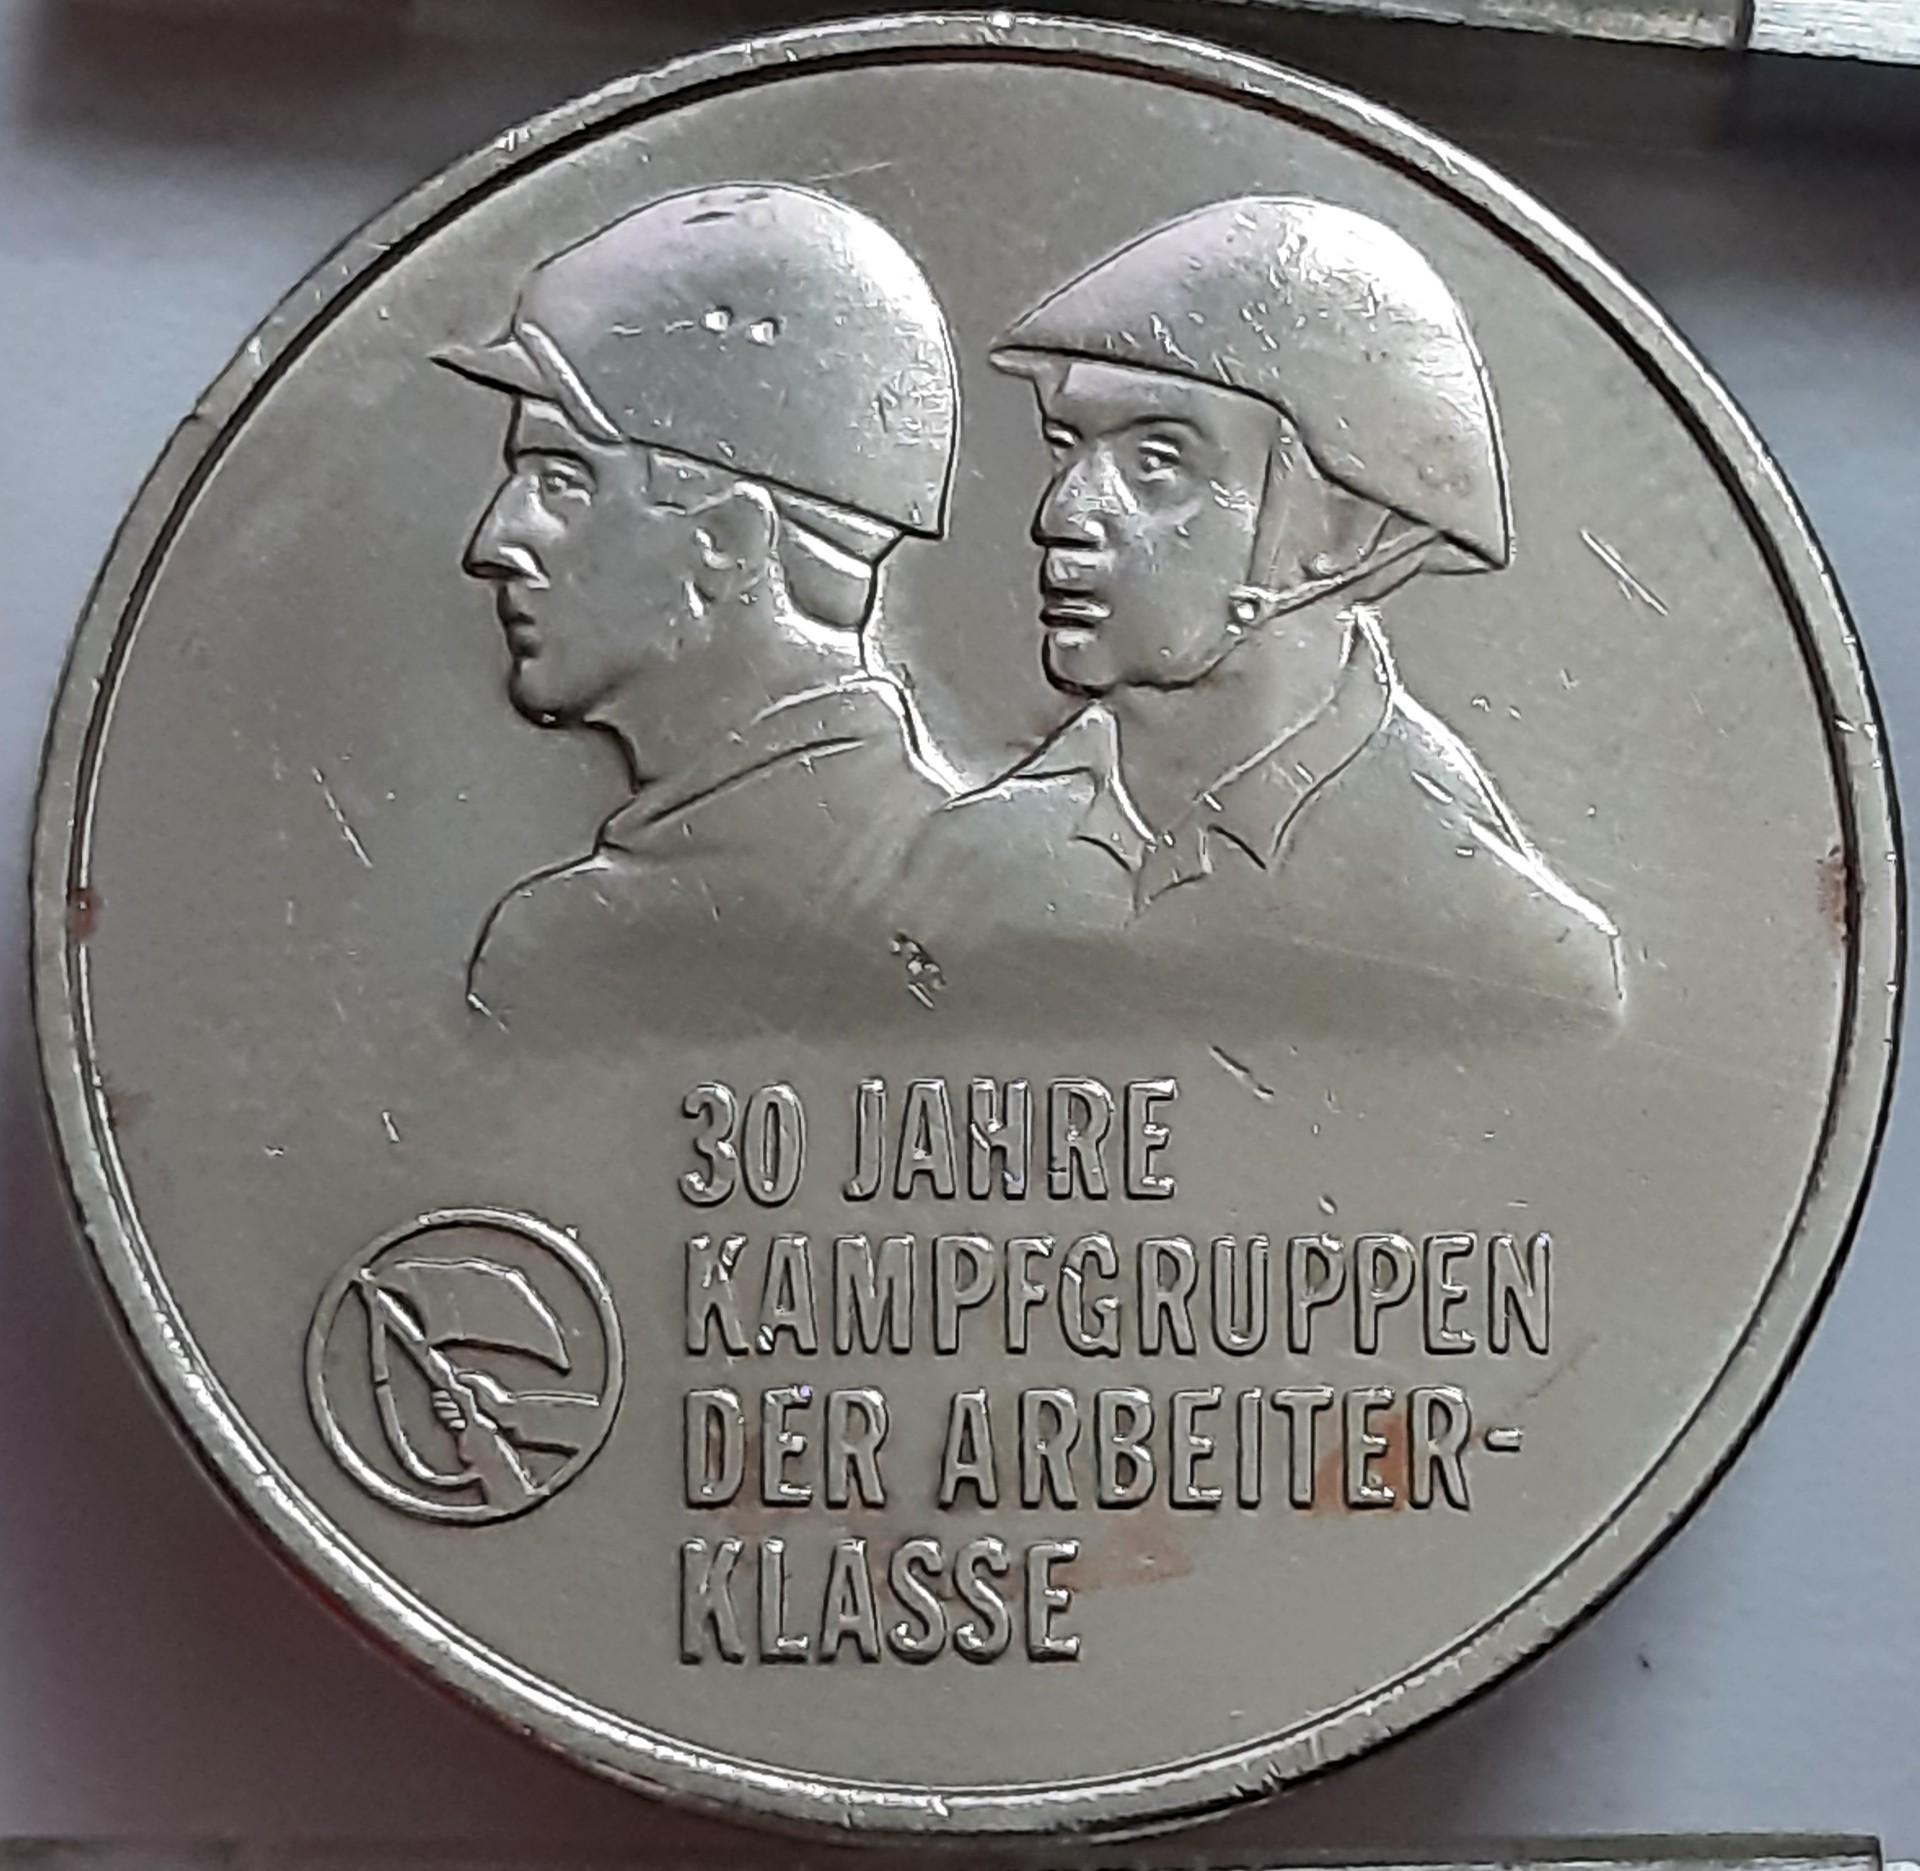 30 JAHRE
KAMPFGRUPPEN
DER ARBEITER-
KLASSE